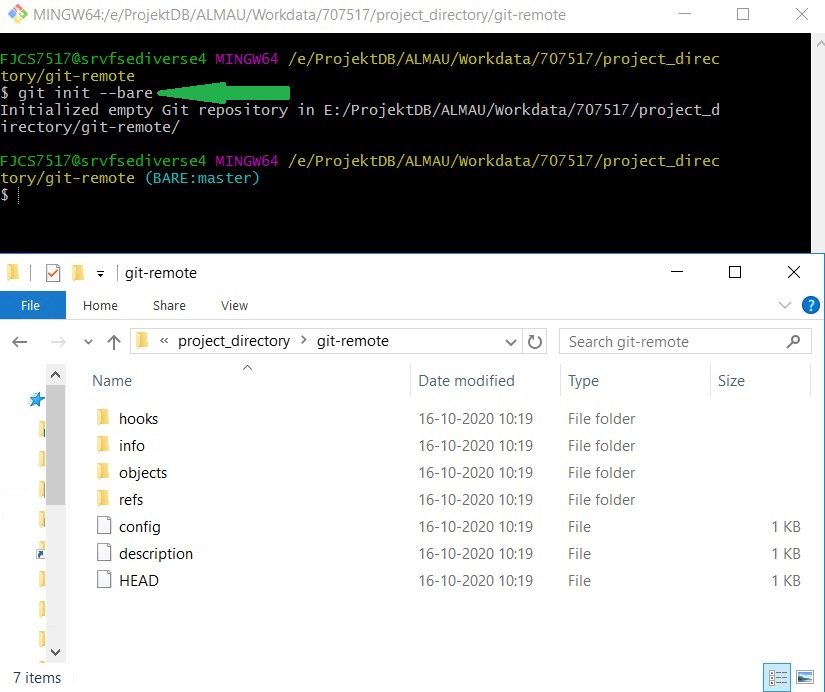 MINGW64:/e/ProjektDB/ALMAU/Workdata/707517/project_directory/git-remote
FJCS7517@srvfsediverse4 MINGW64 /e/ProjektDB/ALMAU/Workdata/707517/project_direc
tory/git-remote
$ git init --bare
Initialized empty Git repository in E:/ProjektDB/ALMAU/Workdata/707517/project_d
irectory/git-remote/
FJCS7517@srvfsediverse4 MINGW64 /e/ProjektDB/ALMAU/Workdata/707517/project_direc
tory/git-remote (BARE:master)
$
git-remote
File Home Share View ?
« project_directory > git-remote Search git-remote
Name Date modified Type Size
hooks 16-10-2020 10:19 File folder
info 16-10-2020 10:19 File folder
objects 16-10-2020 10:19 File folder
refs 16-10-2020 10:19 File folder
config 16-10-2020 10:19 File 1 KB
description 16-10-2020 10:19 File 1 KB
HEAD 16-10-2020 10:19 File 1 KB
7 items